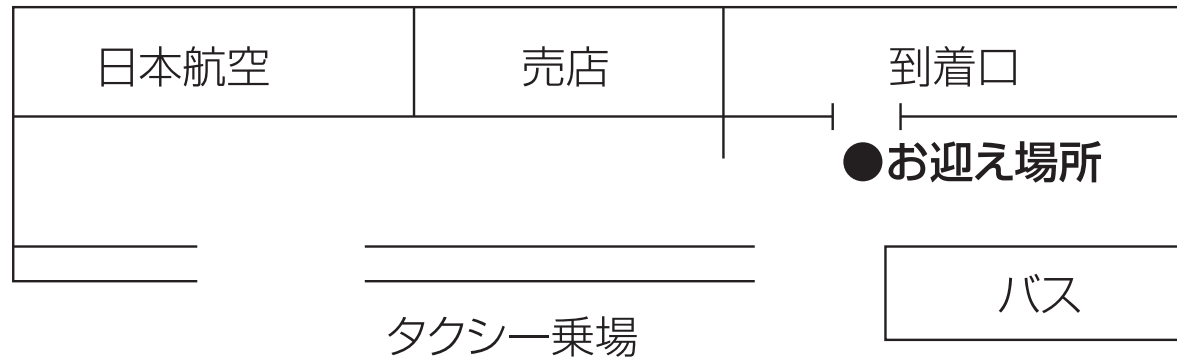 日本航空
売店
到着口
●お迎え場所
バス
タクシー乗場